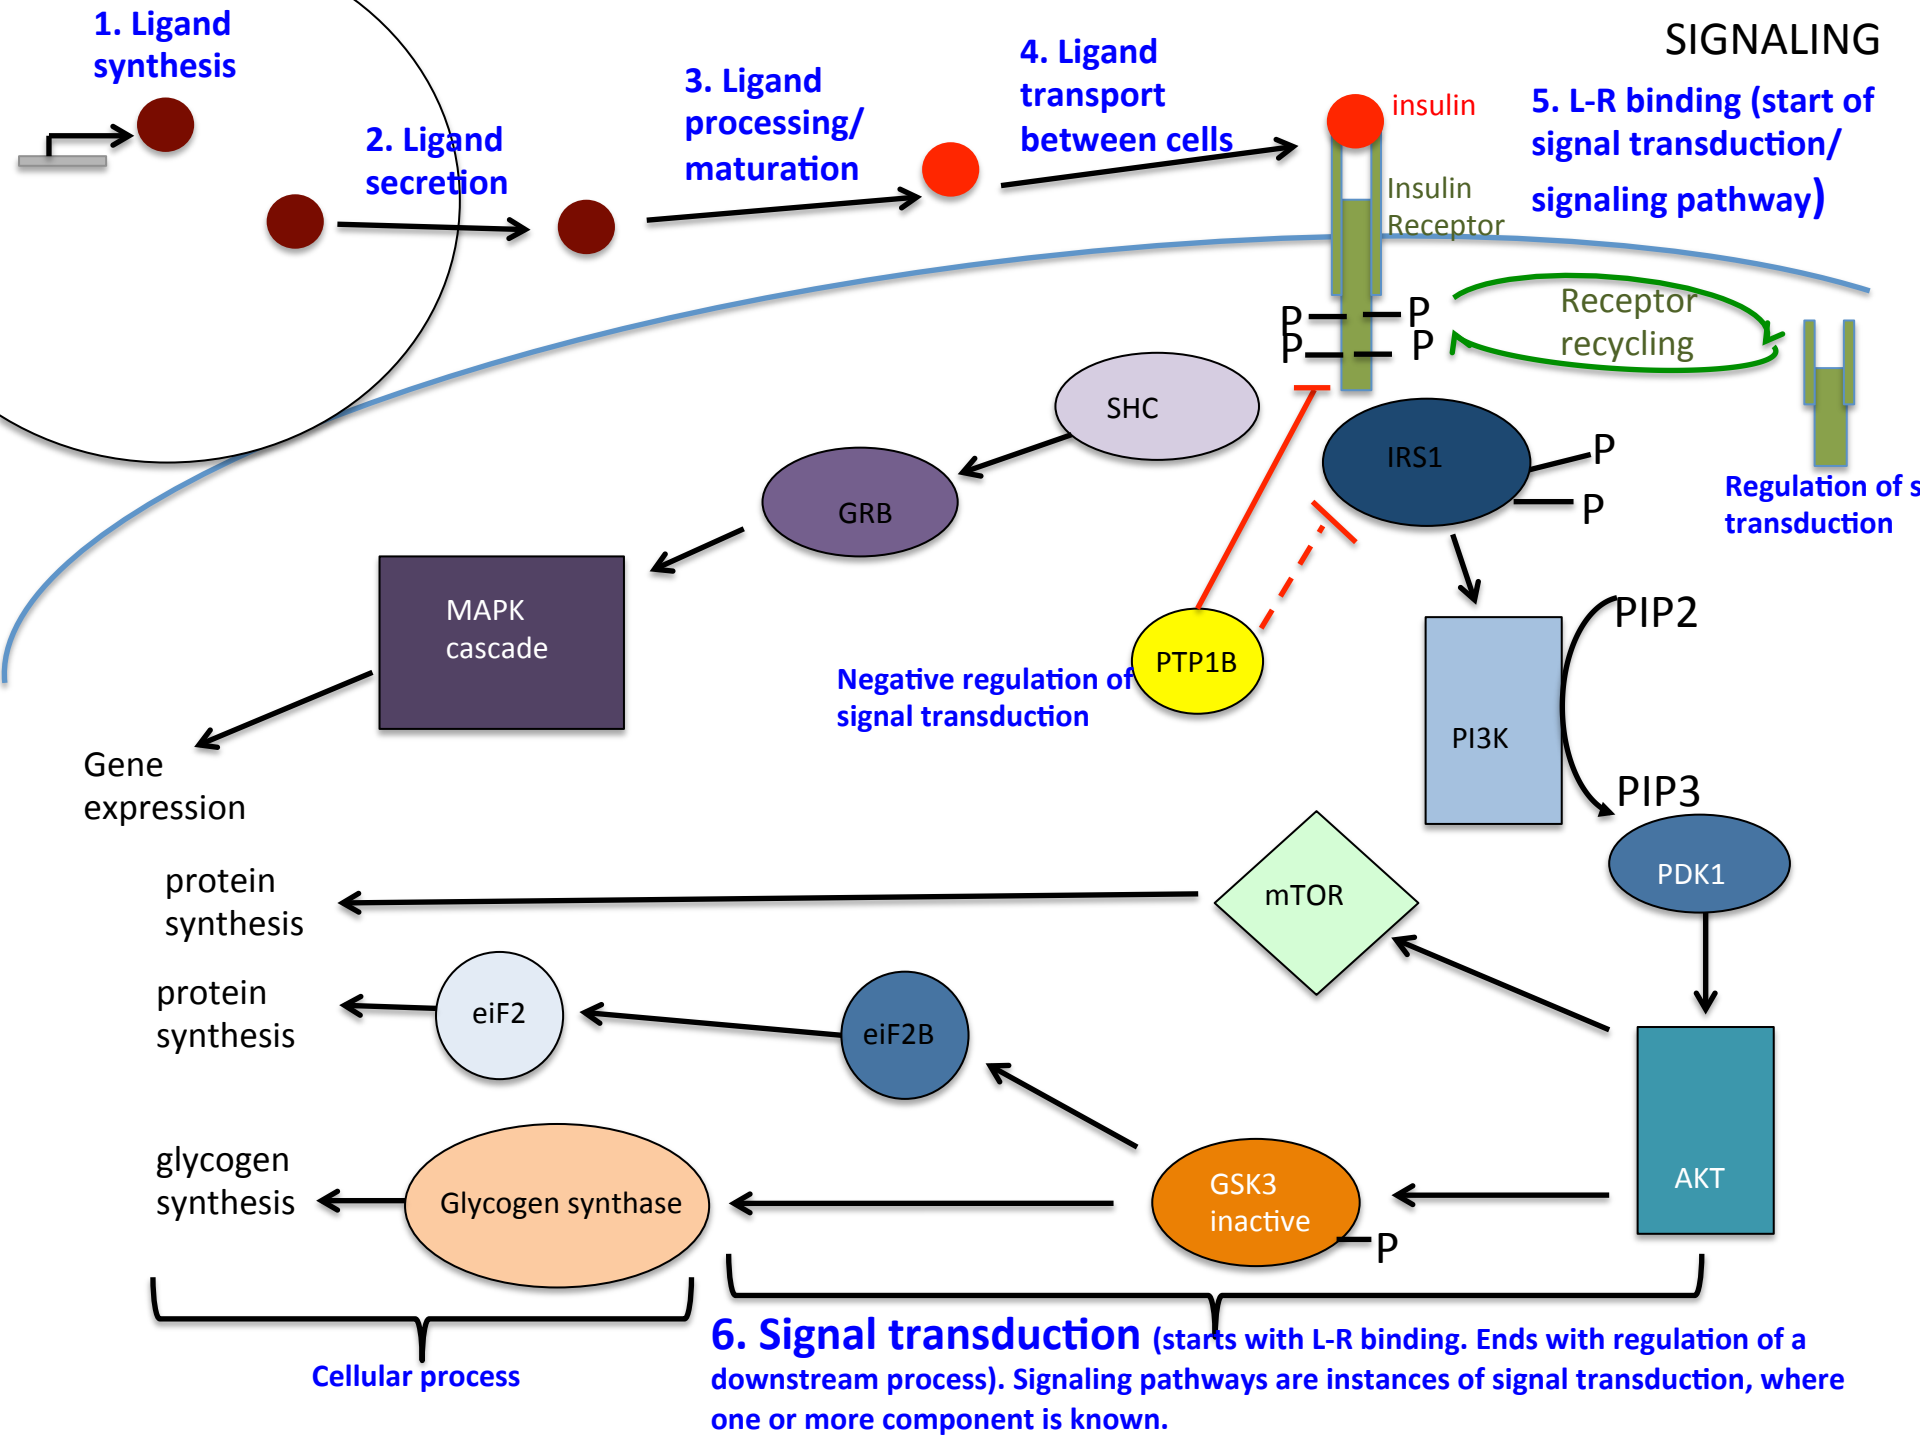 SIGNALING
1. Ligand
synthesis
2. Ligand
secretion
3. Ligand
processing/
maturation
4. Ligand
transport
between cells
insulin
5. L-R binding (start of
signal transduction/
signaling pathway)
Insulin
Receptor
P
P
P
P
Receptor
recycling
SHC
IRS1
P
P
GRB
Regulation of s
transduction
MAPK
cascade
PTP1B
Negative regulation of
signal transduction
PIP2
PI3K
PIP3
Gene
expression
PDK1
protein
synthesis
mTOR
protein
synthesis
eiF2
eiF2B
glycogen
synthesis
Glycogen synthase
GSK3
inactive
P
AKT
Cellular process
6. Signal transduction (starts with L-R binding. Ends with regulation of a
downstream process). Signaling pathways are instances of signal transduction, where
one or more component is known.